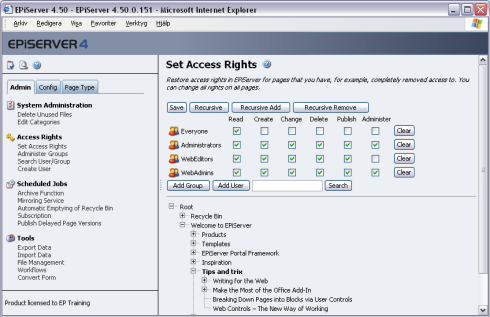 EPiServer 4.50 - EPiServer 4.50.0.151 - Microsoft Internet Explorer
Arkiv Redigera Visa Favoriter Verktyg Hjälp
EPiSERVER 4
Admin Config Page Type
System Administration
Delete Unused Files
Edit Categories
Access Rights
Set Access Rights
Administer Groups
Search User/Group
Create User
Scheduled Jobs
Archive Function
Mirroring Service
Automatic Emptying of Recycle Bin
Subscription
Publish Delayed Page Versions
Tools
Export Data
Import Data
File Management
Workflows
Convert Form
Product licensed to EP Training
Set Access Rights
Restore access rights in EPiServer for pages that you have, for example, completely removed access to. You
can change all rights on all pages.
Save Recursive Recursive Add Recursive Remove
Read Create Change Delete Publish Administer
Everyone Clear
Administrators Clear
WebEditors Clear
WebAdmins Clear
Add Group Add User Search
Root
Recycle Bin
Welcome to EPiServer
Products
Templates
EPiServer Portal Framework
Inspiration
Tips and trix
Writing for the Web
Make the Most of the Office Add-In
Breaking Down Pages into Blocks via User Controls
Web Controls – The New Way of Working